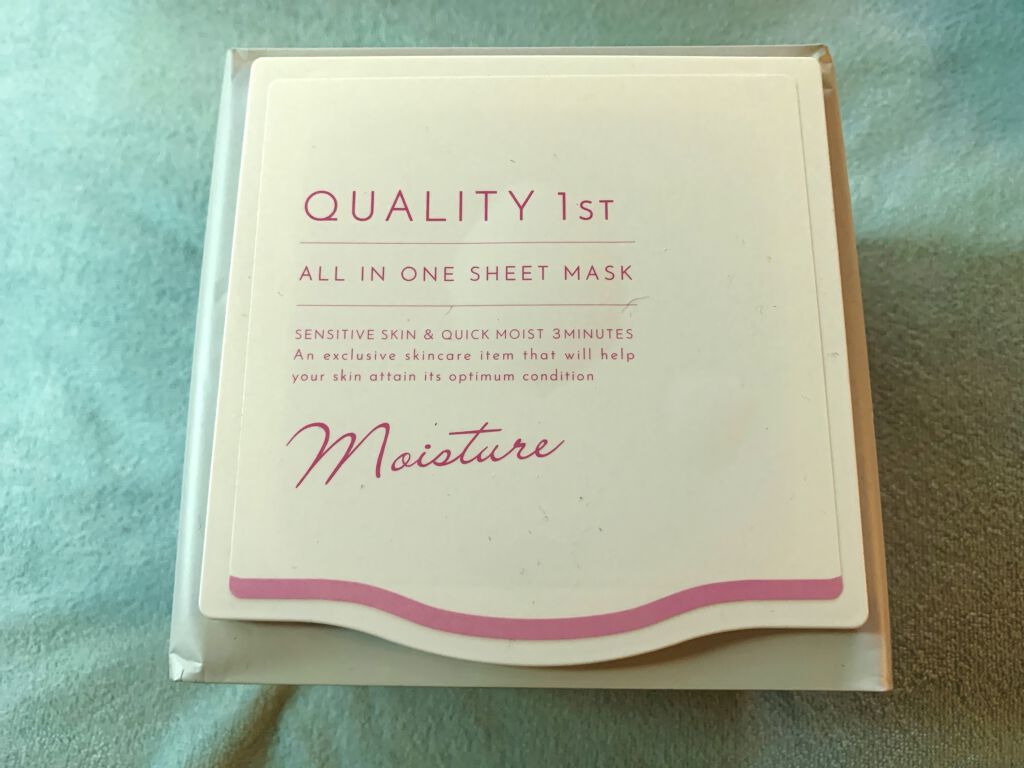 QUALITY 1ST
ALL IN ONE SHEET MASK
SENSITIVE SKIN & QUICK MOIST 3MINUTES
An exclusive skincare item that will help
your skin attain its optimum condition
Moisture